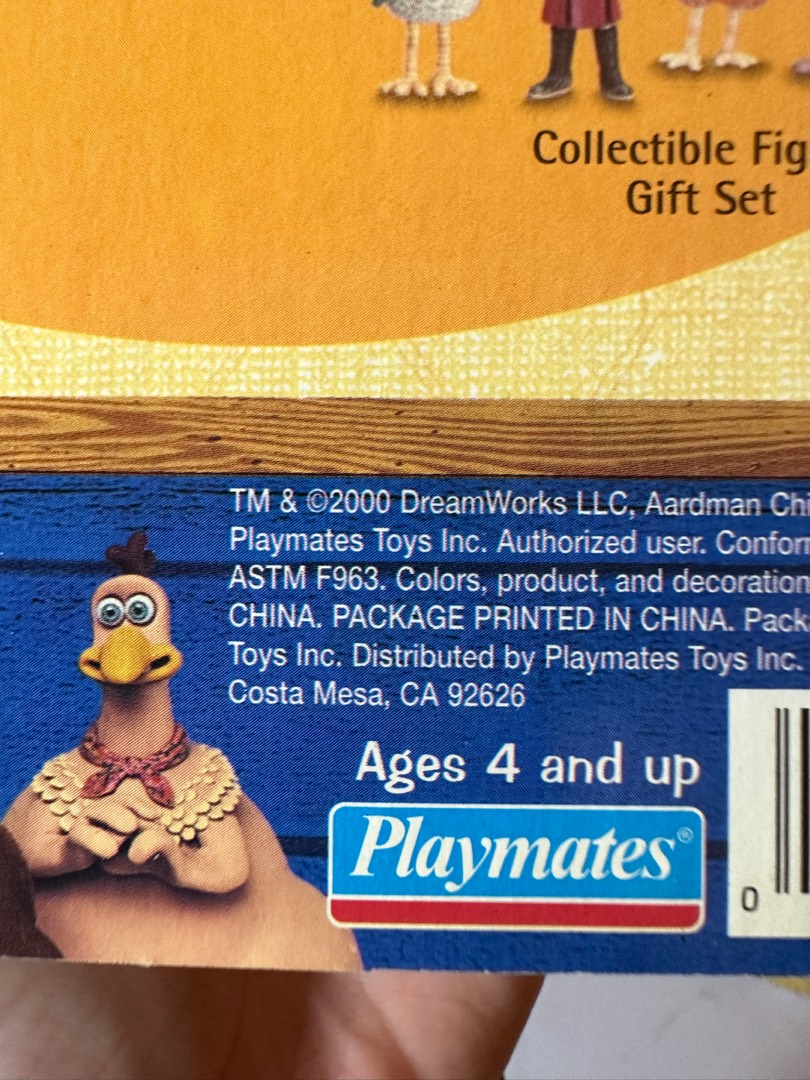 Collectible Fig
Gift Set
TM & ©2000 DreamWorks LLC, Aardman Ch
Playmates Toys Inc. Authorized user. Confor
ASTM F963. Colors, product, and decoration
CHINA. PACKAGE PRINTED IN CHINA. Pack
Toys Inc. Distributed by Playmates Toys Inc.
Costa Mesa, CA 92626
Ages 4 and up
Playmates®
0